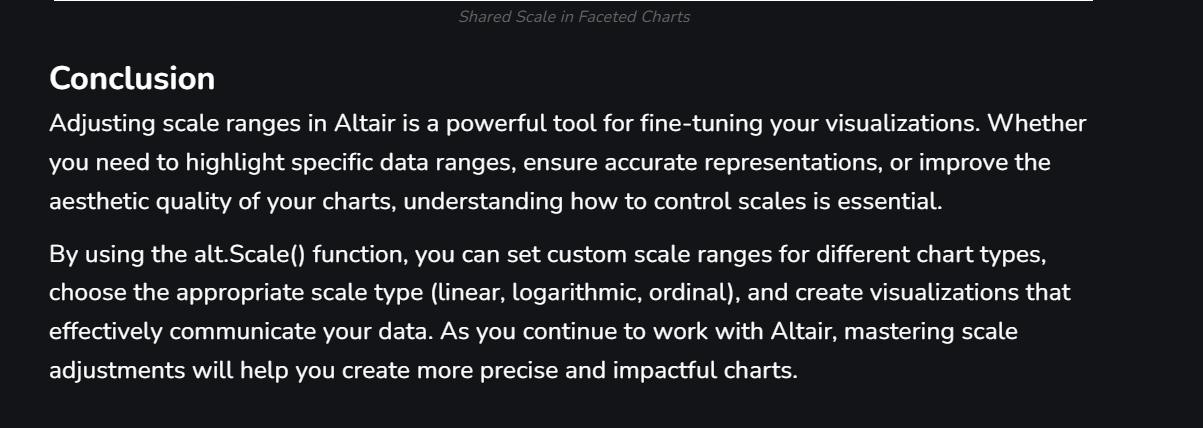 Shared Scale in Faceted Charts
Conclusion
Adjusting scale ranges in Altair is a powerful tool for fine-tuning your visualizations. Whether
you need to highlight specific data ranges, ensure accurate representations, or improve the
aesthetic quality of your charts, understanding how to control scales is essential.
By using the alt.Scale() function, you can set custom scale ranges for different chart types,
choose the appropriate scale type (linear, logarithmic, ordinal), and create visualizations that
effectively communicate your data. As you continue to work with Altair, mastering scale
adjustments will help you create more precise and impactful charts.